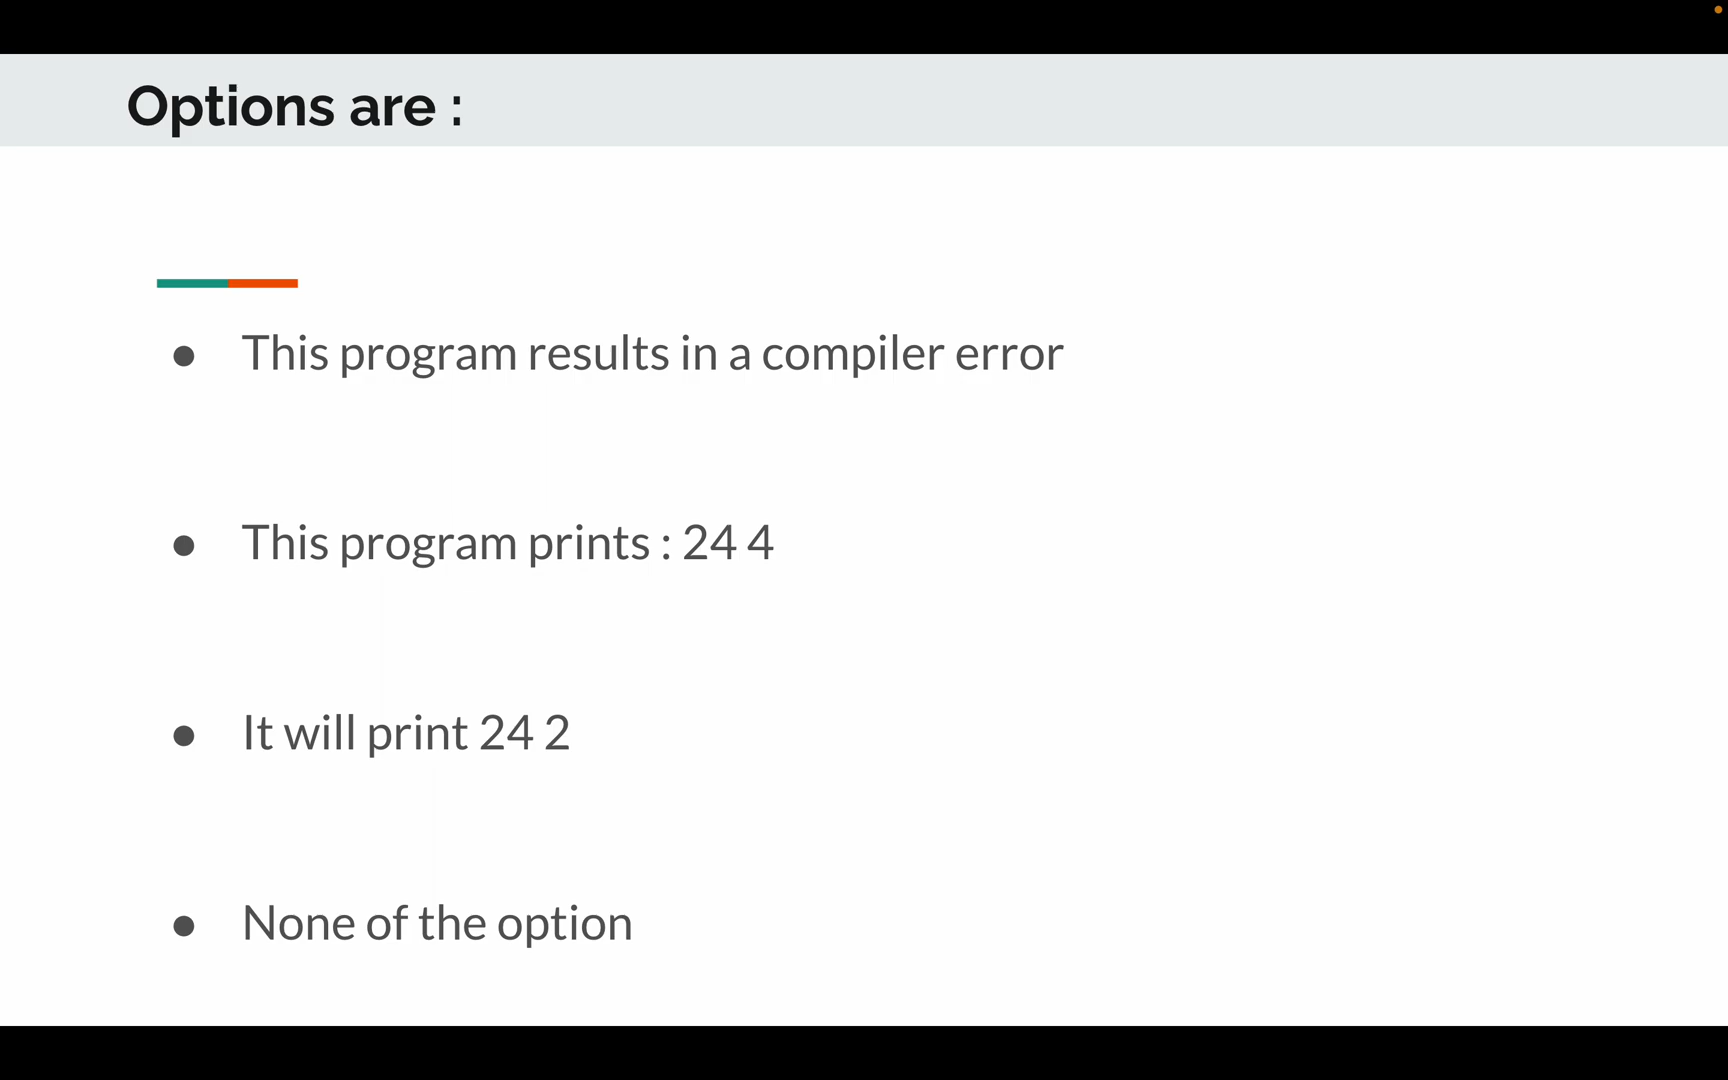 Options are :
● This program results in a compiler error
● This program prints : 24 4
● It will print 24 2
● None of the option